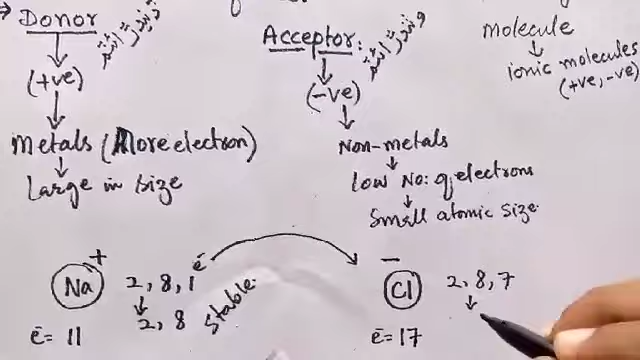 → Donor
(+ve)
Metals (More electron)
Large in size
Acceptor:
(-ve)
Non-metals
Low No: of electrons
Small atomic size.
molecule
ionic molecules
(+ve, -ve)
Na + 2, 8, 1 ē
2, 8 Stable.
ē = 11
Cl − 2, 8, 7
ē = 17